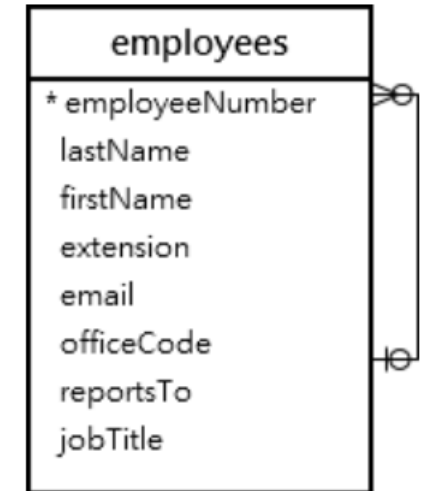 employees
* employeeNumber
lastName
firstName
extension
email
officeCode
reportsTo
jobTitle